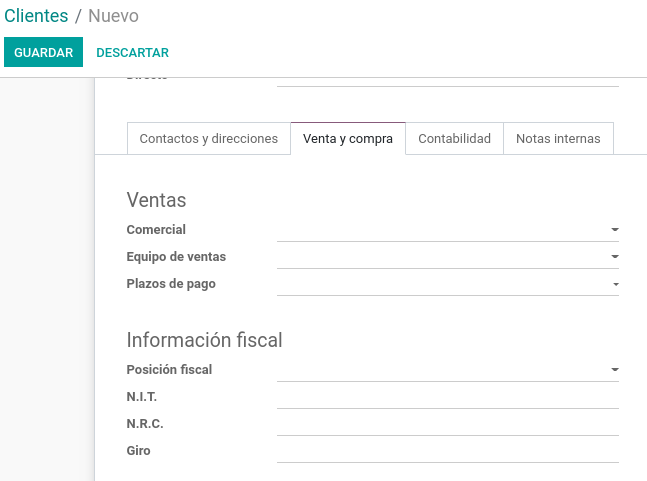 Clientes / Nuevo
GUARDAR DESCARTAR
Contactos y direcciones Venta y compra Contabilidad Notas internas
Ventas
Comercial
Equipo de ventas
Plazos de pago
Información fiscal
Posición fiscal
N.I.T.
N.R.C.
Giro